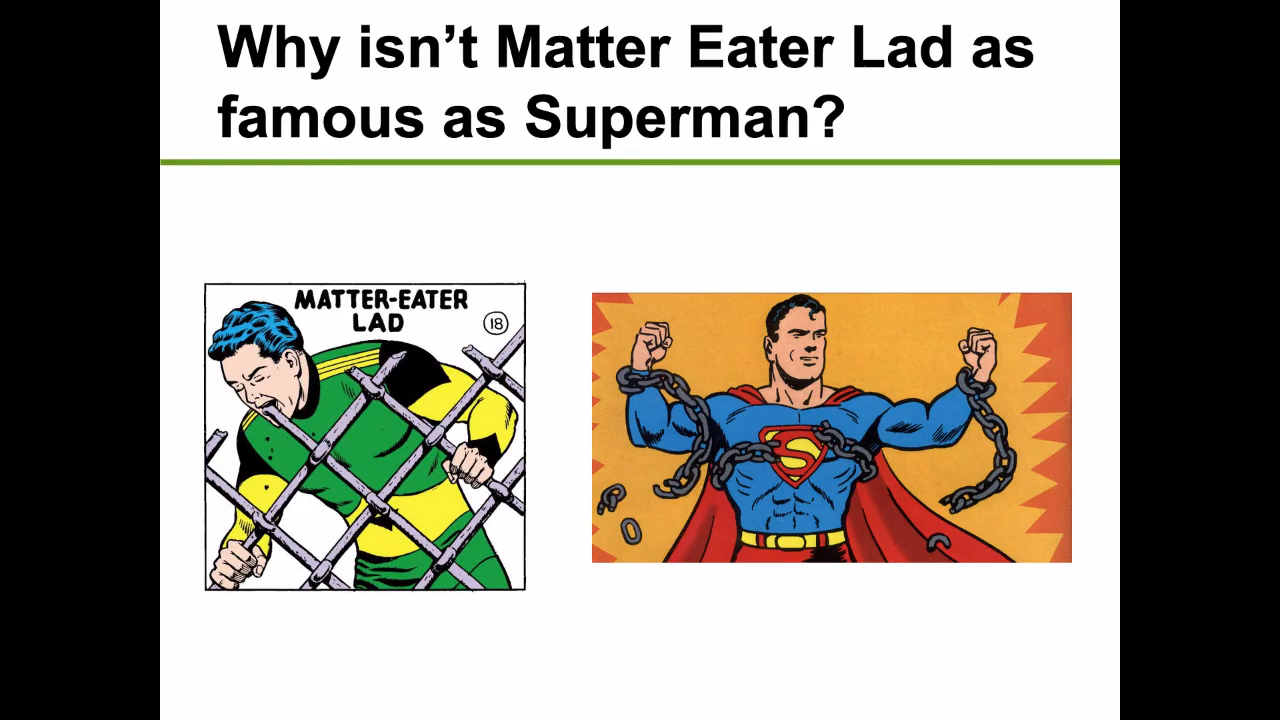 Why isn’t Matter Eater Lad as
famous as Superman?
MATTER-EATER
LAD
18
S